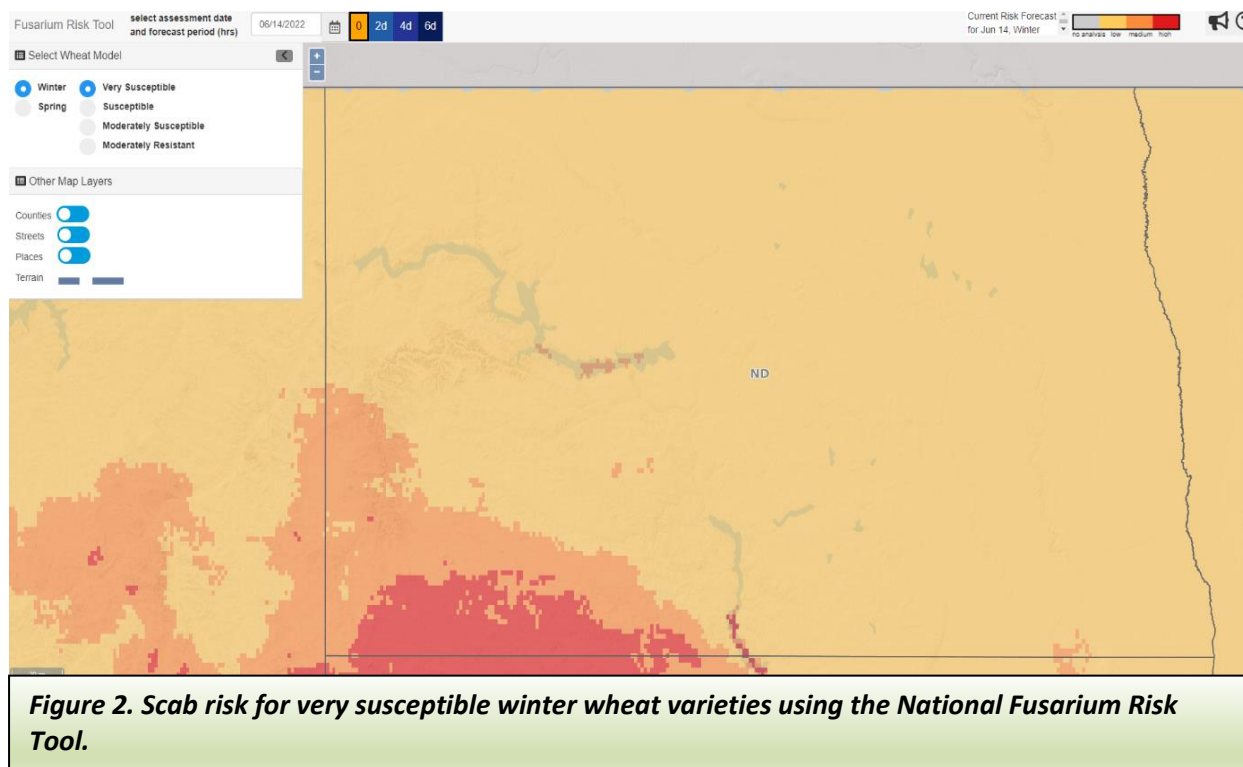 Fusarium Risk Tool
select assessment date
and forecast period (hrs)
06/14/2022
0 2d 4d 6d
Current Risk Forecast
for Jun 14, Winter
no analysis low medium high
Select Wheat Model
Winter Very Susceptible
Spring Susceptible
Moderately Susceptible
Moderately Resistant
Other Map Layers
Counties
Streets
Places
Terrain
+
−
ND
Figure 2. Scab risk for very susceptible winter wheat varieties using the National Fusarium Risk
Tool.